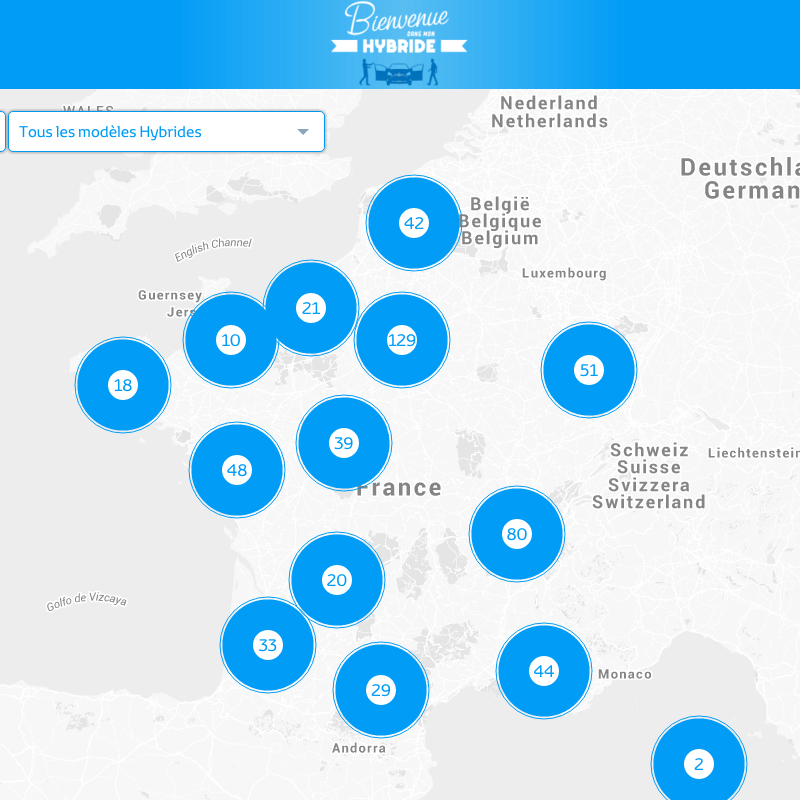 Bienvenue
DANS MON
HYBRIDE
WALES
Tous les modèles Hybrides
Nederland
Netherlands
Deutschla
German
België
Belgique
Belgium
42
English Channel
Luxembourg
Guernsey
Jers
21
10
129
18
51
39
48
France
Schweiz
Suisse
Svizzera
Switzerland
Liechtenstein
80
20
Golfo de Vizcaya
33
44
Monaco
29
Andorra
2